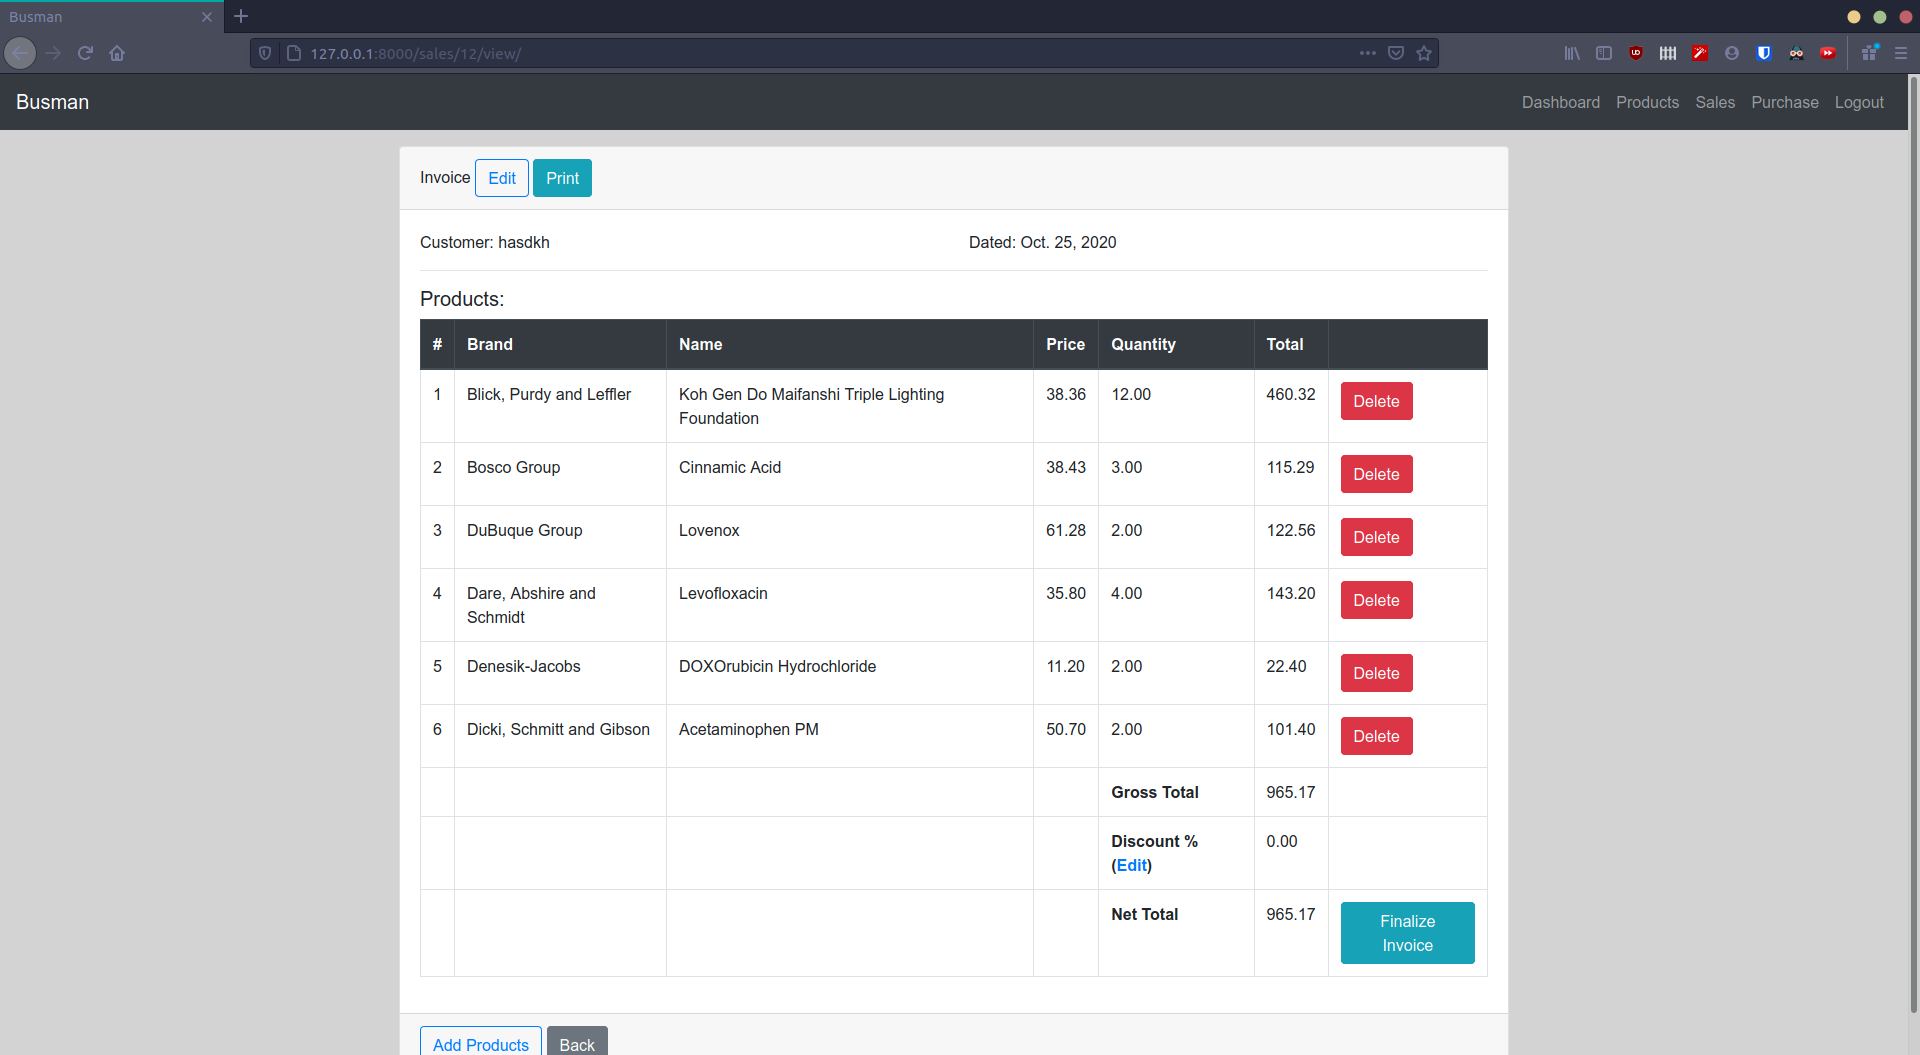 Busman
127.0.0.1:8000/sales/12/view/
Busman
Dashboard Products Sales Purchase Logout
Invoice Edit Print
Customer: hasdkh Dated: Oct. 25, 2020
Products:
# Brand Name Price Quantity Total
1 Blick, Purdy and Leffler Koh Gen Do Maifanshi Triple Lighting 38.36 12.00 460.32 Delete
Foundation
2 Bosco Group Cinnamic Acid 38.43 3.00 115.29 Delete
3 DuBuque Group Lovenox 61.28 2.00 122.56 Delete
4 Dare, Abshire and Levofloxacin 35.80 4.00 143.20 Delete
Schmidt
5 Denesik-Jacobs DOXOrubicin Hydrochloride 11.20 2.00 22.40 Delete
6 Dicki, Schmitt and Gibson Acetaminophen PM 50.70 2.00 101.40 Delete
Gross Total 965.17
Discount % 0.00
(Edit)
Net Total 965.17 Finalize
Invoice
Add Products Back